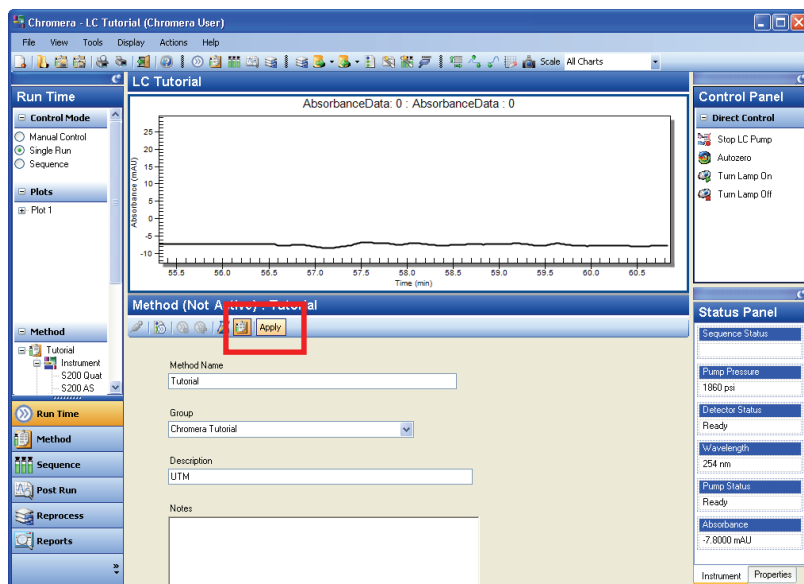 Chromera - LC Tutorial (Chromera User)
File View Tools Display Actions Help
Scale All Charts
Run Time
Control Mode
Manual Control
Single Run
Sequence
Plots
Plot 1
Method
Tutorial
Instrument
S200 Quat
S200 AS
Run Time
Method
Sequence
Post Run
Reprocess
Reports
LC Tutorial
AbsorbanceData: 0 : AbsorbanceData : 0
Absorbance (mAU)
25
20
15
10
5
0
-5
-10
55.5 56.0 56.5 57.0 57.5 58.0 58.5 59.0 59.5 60.0 60.5
Time (min)
Method (Not Active) : Tutorial
Apply
Method Name
Tutorial
Group
Chromera Tutorial
Description
UTM
Notes
Control Panel
Direct Control
Stop LC Pump
Autozero
Turn Lamp On
Turn Lamp Off
Status Panel
Sequence Status
Pump Pressure
1860 psi
Detector Status
Ready
Wavelength
254 nm
Pump Status
Ready
Absorbance
-7.8000 mAU
Instrument Properties